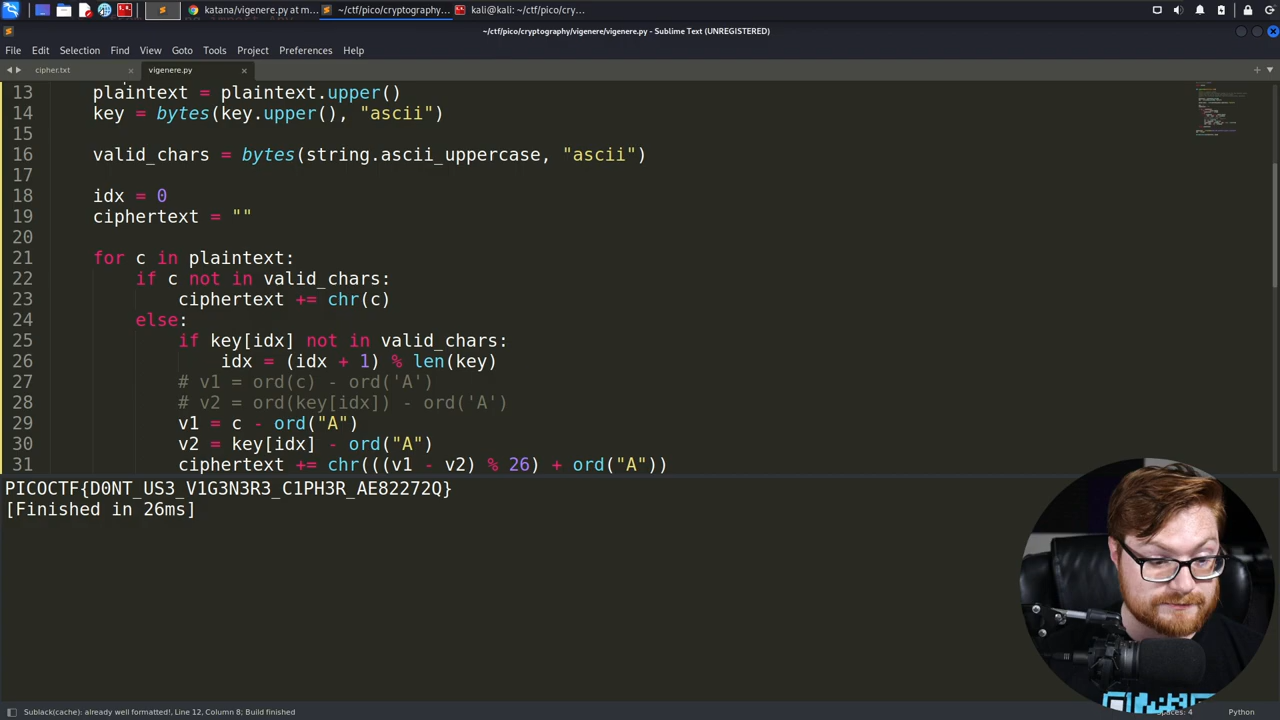 katana/vigenere.py at m...
~/ctf/pico/cryptography...
kali@kali: ~/ctf/pico/cry...
~/ctf/pico/cryptography/vigenere/vigenere.py - Sublime Text (UNREGISTERED)
File Edit Selection Find View Goto Tools Project Preferences Help
cipher.txt
vigenere.py
13 plaintext = plaintext.upper()
14 key = bytes(key.upper(), "ascii")
15
16 valid_chars = bytes(string.ascii_uppercase, "ascii")
17
18 idx = 0
19 ciphertext = ""
20
21 for c in plaintext:
22 if c not in valid_chars:
23 ciphertext += chr(c)
24 else:
25 if key[idx] not in valid_chars:
26 idx = (idx + 1) % len(key)
27 # v1 = ord(c) - ord('A')
28 # v2 = ord(key[idx]) - ord('A')
29 v1 = c - ord("A")
30 v2 = key[idx] - ord("A")
31 ciphertext += chr(((v1 - v2) % 26) + ord("A"))
PICOCTF{D0NT_US3_V1G3N3R3_C1PH3R_AE82272Q}
[Finished in 26ms]
Sublack(cache): already well formatted!, Line 12, Column 8; Build finished
Spaces: 4
Python